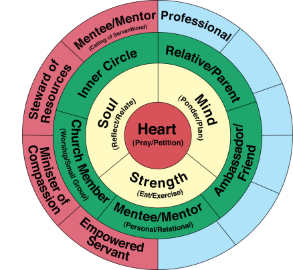 Mentee/Mentor
(Calling of Servanthood)
Professional
Steward of
Resources
Inner Circle
Relative/Parent
Soul
(Reflect/Relate)
Mind
(Ponder/Plan)
Heart
(Pray/Petition)
Strength
(Eat/Exercise)
Church Member
(Worship/Small Group)
Ambassador/
Friend
Mentee/Mentor
(Personal/Relational)
Minister of
Compassion
Empowered
Servant